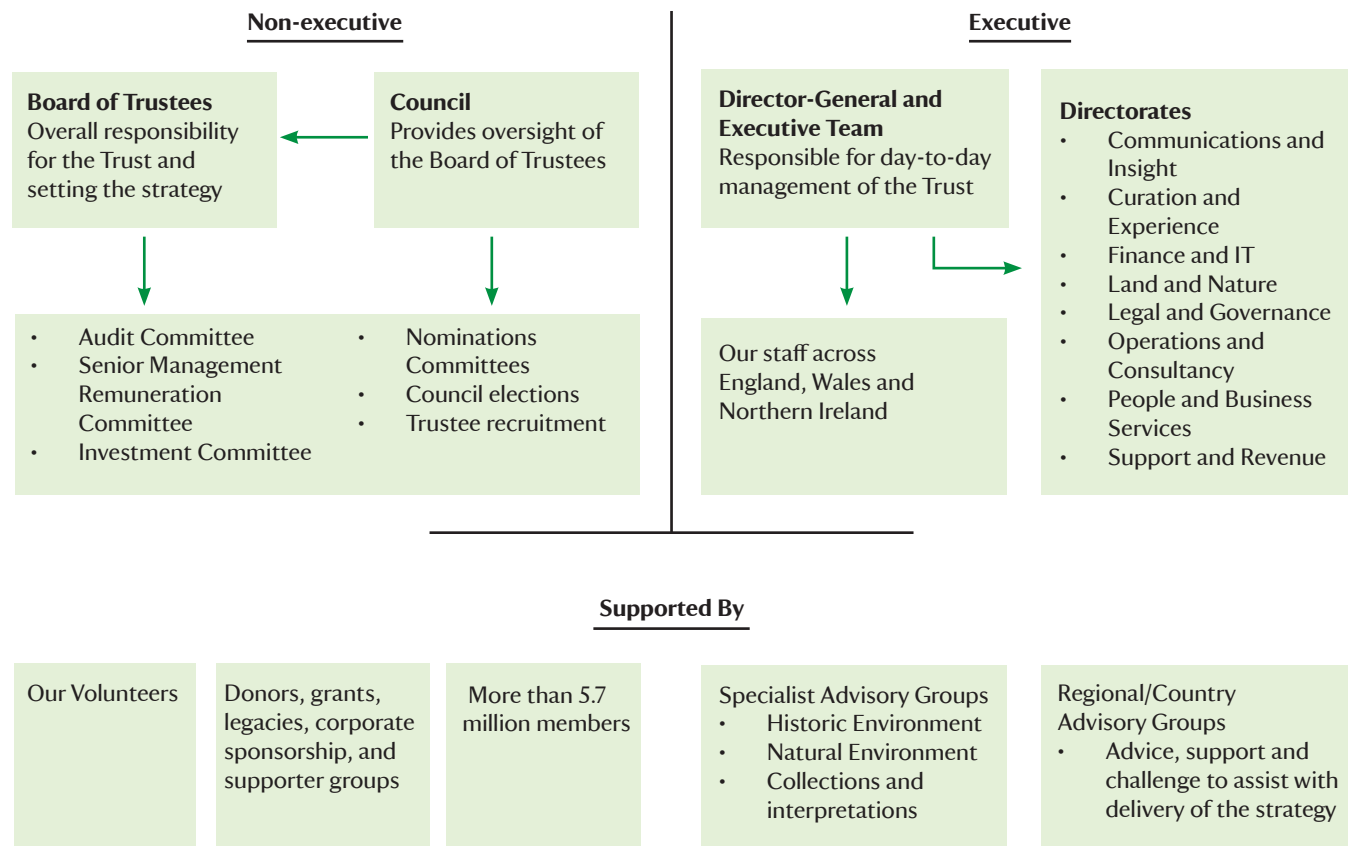 Non-executive
Executive
Board of Trustees
Overall responsibility
for the Trust and
setting the strategy
Council
Provides oversight of
the Board of Trustees
Director-General and
Executive Team
Responsible for day-to-day
management of the Trust
Directorates
• Communications and
Insight
• Curation and
Experience
• Finance and IT
• Land and Nature
• Legal and Governance
• Operations and
Consultancy
• People and Business
Services
• Support and Revenue
• Audit Committee
• Senior Management
Remuneration
Committee
• Investment Committee
• Nominations
Committees
• Council elections
• Trustee recruitment
Our staff across
England, Wales and
Northern Ireland
Supported By
Our Volunteers
Donors, grants,
legacies, corporate
sponsorship, and
supporter groups
More than 5.7
million members
Specialist Advisory Groups
• Historic Environment
• Natural Environment
• Collections and
interpretations
Regional/Country
Advisory Groups
• Advice, support and
challenge to assist with
delivery of the strategy